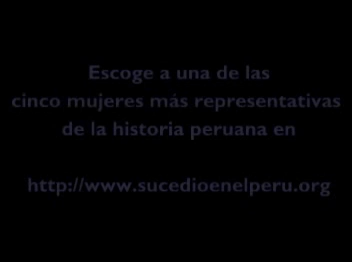 Escoge a una de las
cinco mujeres más representativas
de la historia peruana en
http://www.sucedioenelperu.org